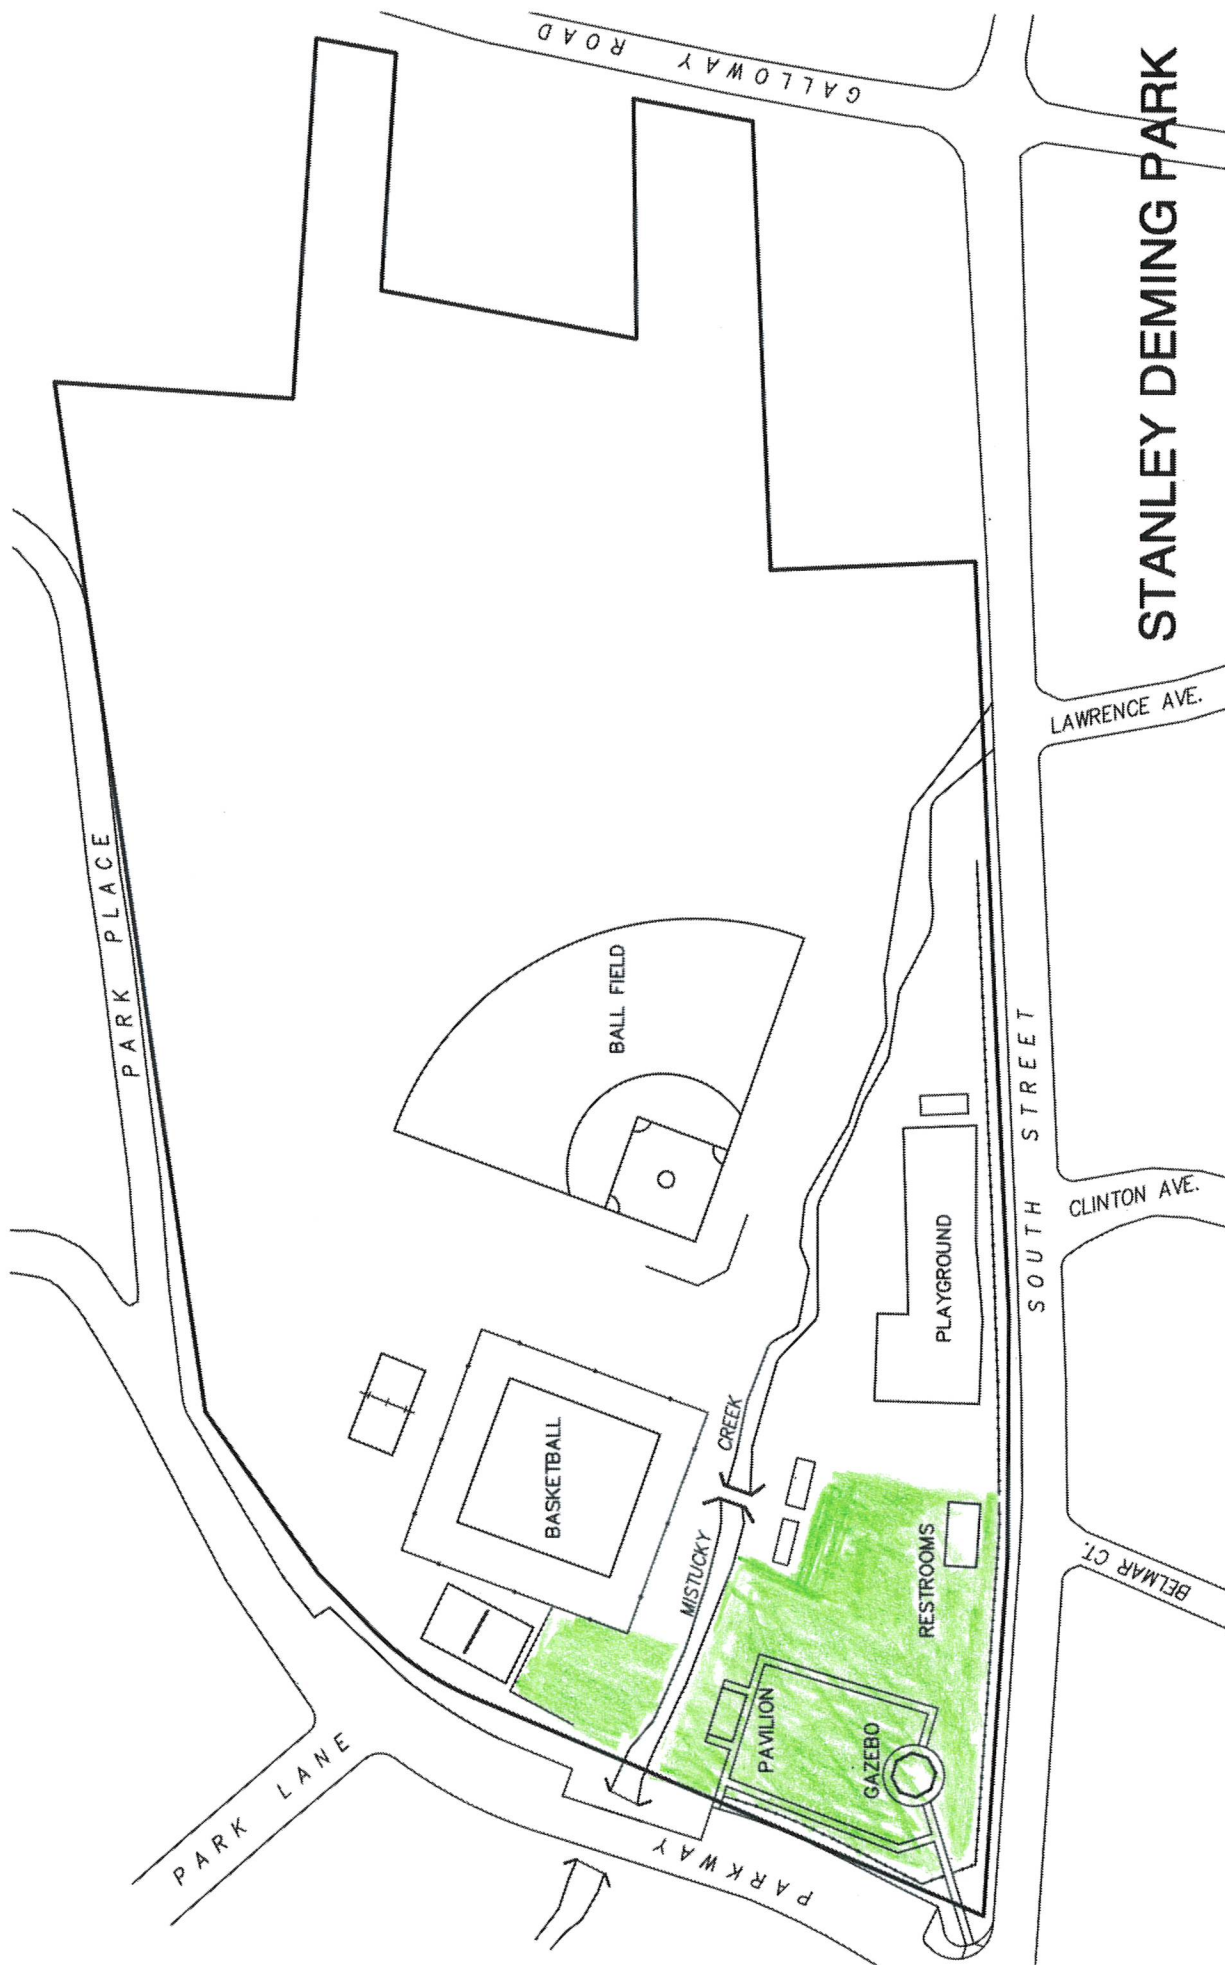 GALLOWAY ROAD
STANLEY DEMING PARK
PARK PLACE
LAWRENCE AVE.
BALL FIELD
SOUTH STREET
CLINTON AVE.
PLAYGROUND
BASKETBALL
CREEK
MISTUCKY
RESTROOMS
BELMAR CT.
PAVILION
GAZEBO
PARK LANE
PARKWAY